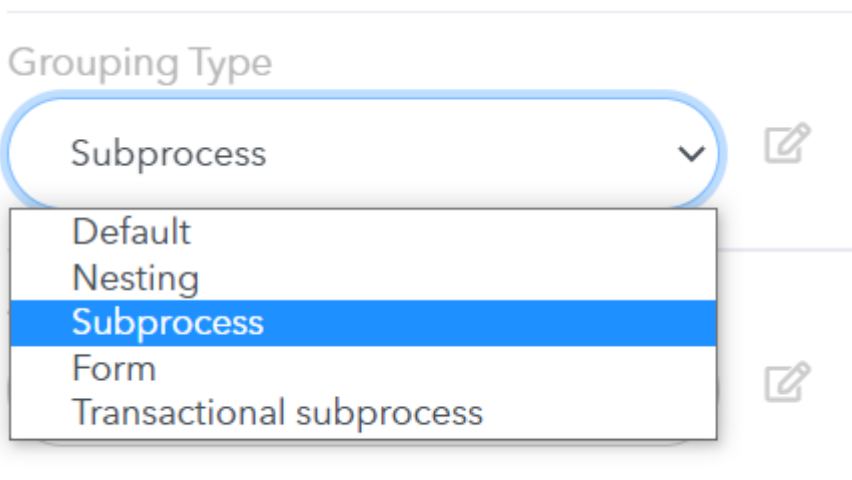 Grouping Type
Subprocess
Default
Nesting
Subprocess
Form
Transactional subprocess